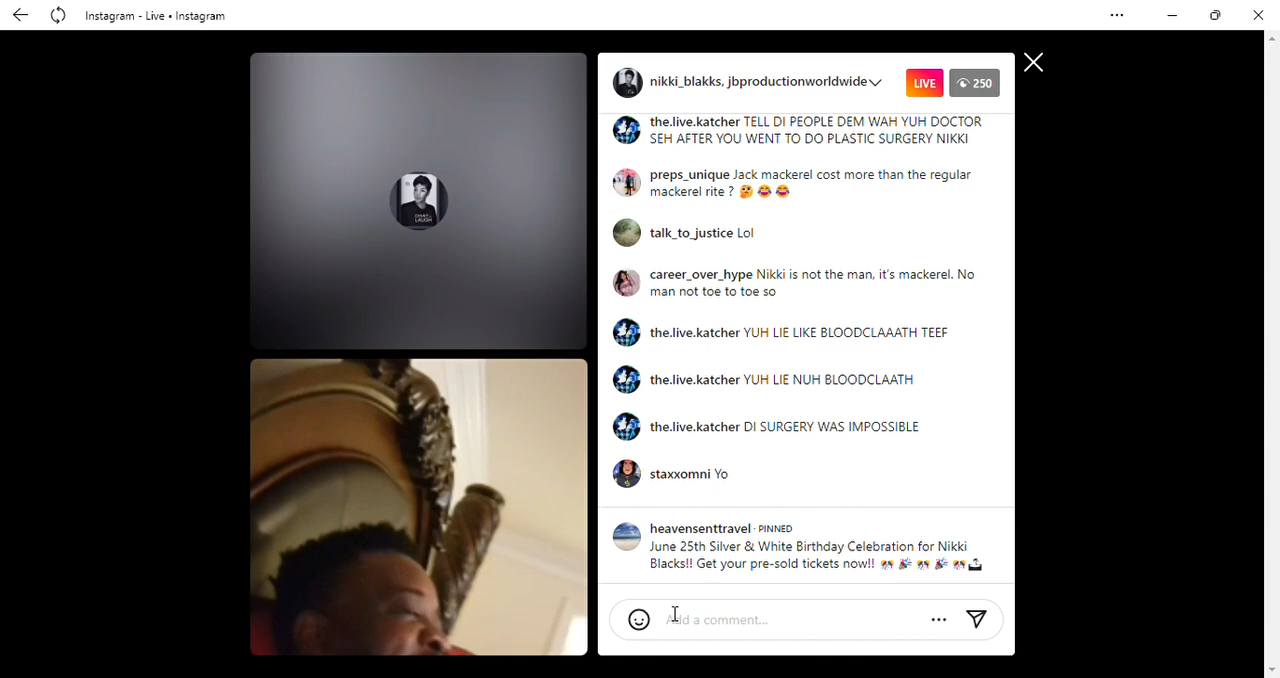 Instagram - Live • Instagram
nikki_blakks, jbproductionworldwide
LIVE
250
the.live.katcher TELL DI PEOPLE DEM WAH YUH DOCTOR
SEH AFTER YOU WENT TO DO PLASTIC SURGERY NIKKI
preps_unique Jack mackerel cost more than the regular
mackerel rite ? 🤔 😂 😂
talk_to_justice Lol
career_over_hype Nikki is not the man, it's mackerel. No
man not toe to toe so
the.live.katcher YUH LIE LIKE BLOODCLAAATH TEEF
the.live.katcher YUH LIE NUH BLOODCLAATH
the.live.katcher DI SURGERY WAS IMPOSSIBLE
staxxomni Yo
heavensenttravel · PINNED
June 25th Silver & White Birthday Celebration for Nikki
Blacks!! Get your pre-sold tickets now!!
Add a comment...